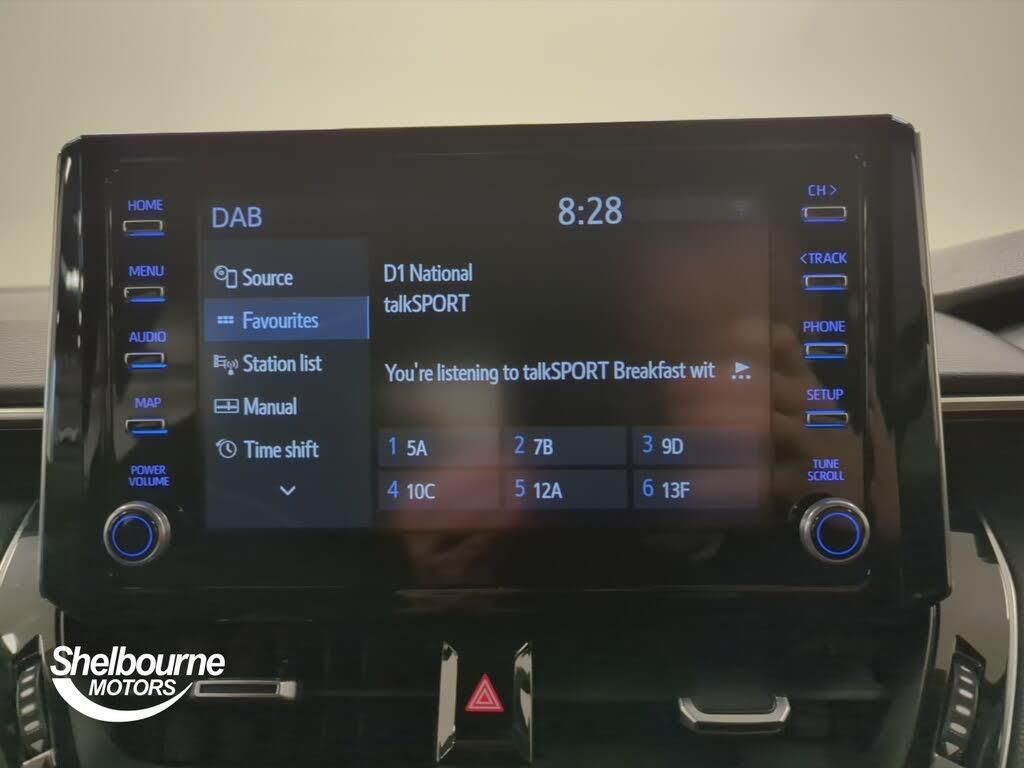 HOME
MENU
AUDIO
MAP
POWER
VOLUME
DAB
8:28
Source
Favourites
Station list
Manual
Time shift
D1 National
talkSPORT
You're listening to talkSPORT Breakfast wit
1 5A
2 7B
3 9D
4 10C
5 12A
6 13F
CH >
<TRACK
PHONE
SETUP
TUNE
SCROLL
Shelbourne
MOTORS